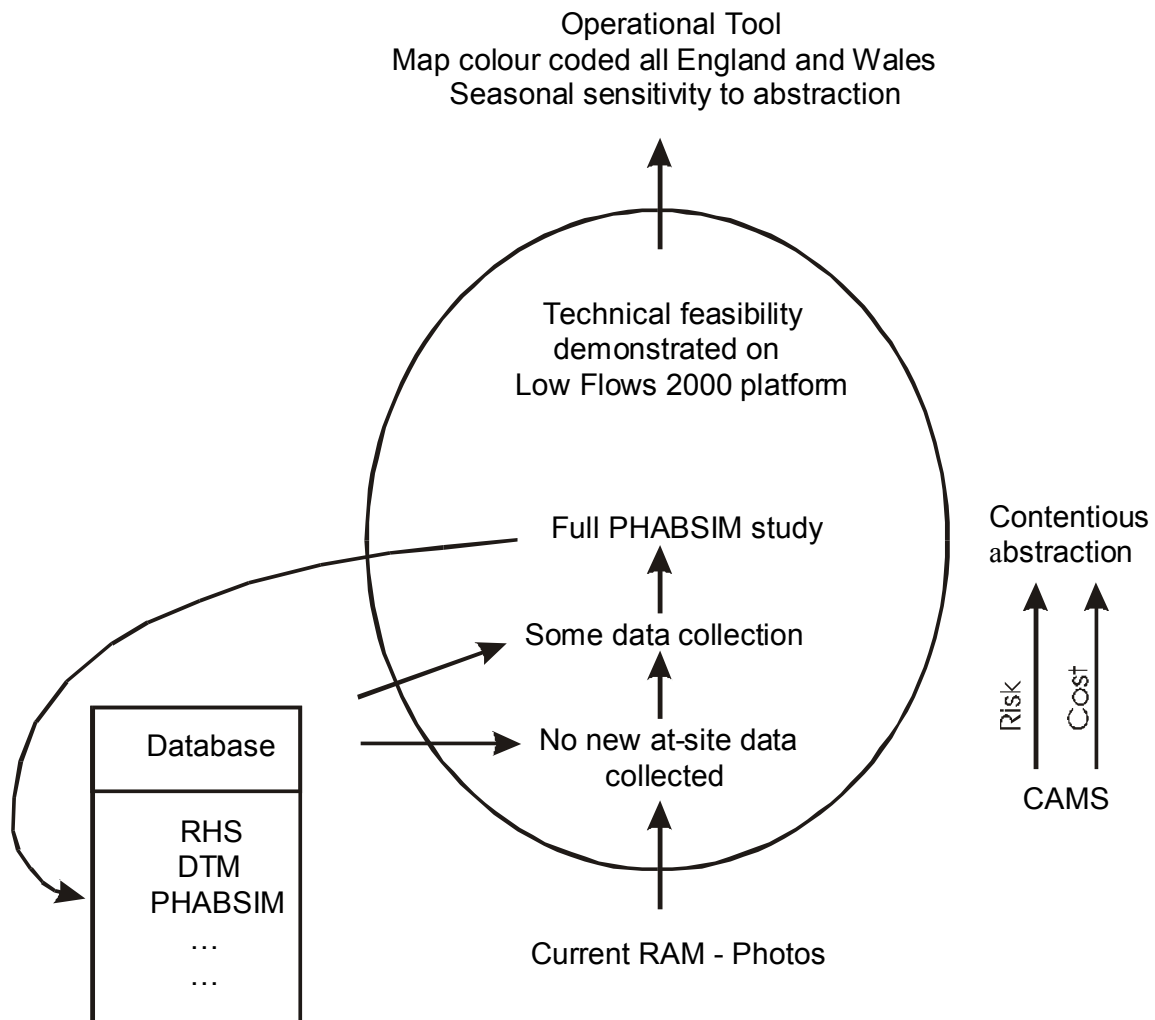 Operational Tool
Map colour coded all England and Wales
Seasonal sensitivity to abstraction
Technical feasibility
demonstrated on
Low Flows 2000 platform
Full PHABSIM study
Some data collection
No new at-site data
collected
Current RAM - Photos
Database
RHS
DTM
PHABSIM
...
...
Contentious
abstraction
Risk
Cost
CAMS